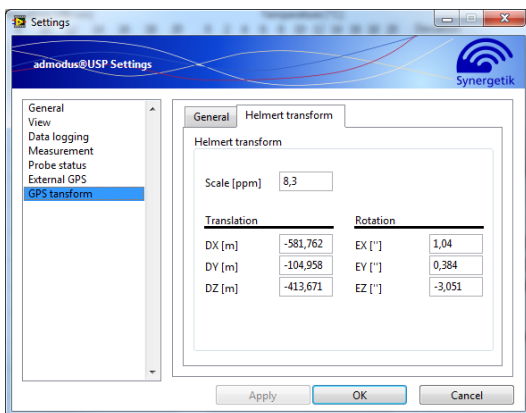 Settings
admodus®USP Settings
Synergetik
General
View
Data logging
Measurement
Probe status
External GPS
GPS tansform
General Helmert transform
Helmert transform
Scale [ppm] 8,3
Translation Rotation
DX [m] -581,762 EX ["] 1,04
DY [m] -104,958 EY ["] 0,384
DZ [m] -413,671 EZ ["] -3,051
Apply OK Cancel